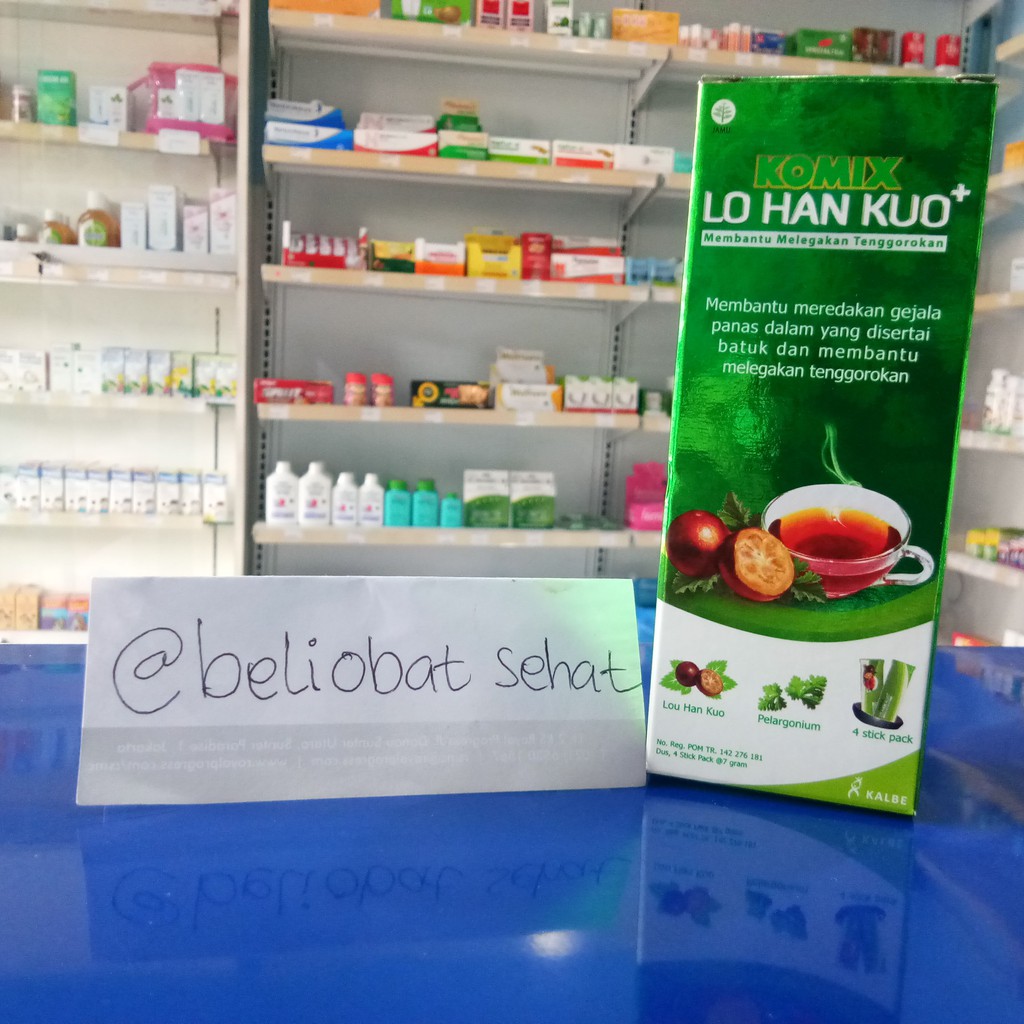 @beliobat sehat
JAMU
KOMIX
LO HAN KUO+
Membantu Melegakan Tenggorokan
Membantu meredakan gejala
panas dalam yang disertai
batuk dan membantu
melegakan tenggorokan
Lou Han Kuo
Pelargonium
4 stick pack
No. Reg. POM TR. 142 276 181
Dus, 4 Stick Pack @7 gram
KALBE